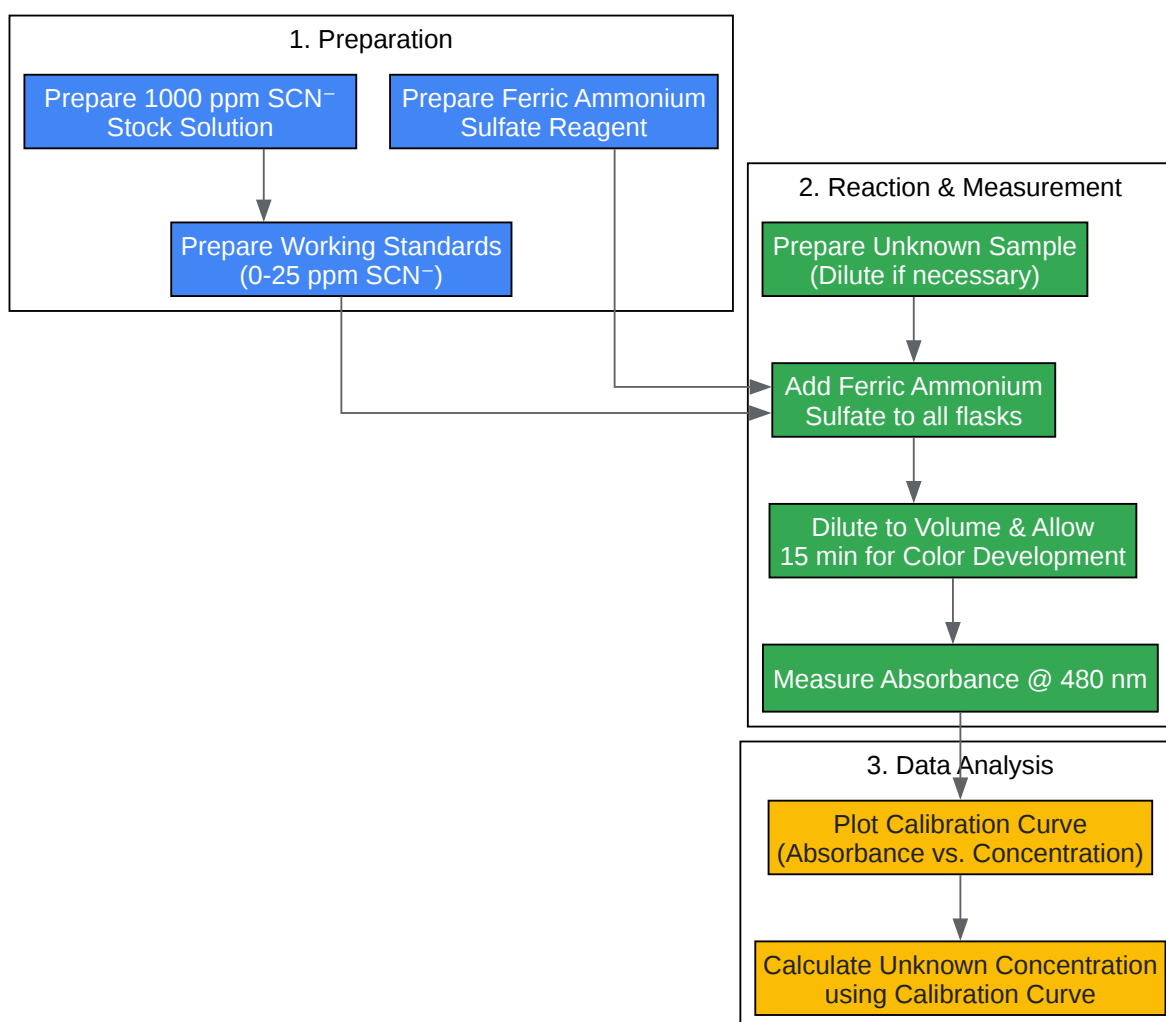 1. Preparation
Prepare 1000 ppm SCN⁻
Stock Solution
Prepare Ferric Ammonium
Sulfate Reagent
Prepare Working Standards
(0-25 ppm SCN⁻)
2. Reaction & Measurement
Prepare Unknown Sample
(Dilute if necessary)
Add Ferric Ammonium
Sulfate to all flasks
Dilute to Volume & Allow
15 min for Color Development
Measure Absorbance @ 480 nm
3. Data Analysis
Plot Calibration Curve
(Absorbance vs. Concentration)
Calculate Unknown Concentration
using Calibration Curve